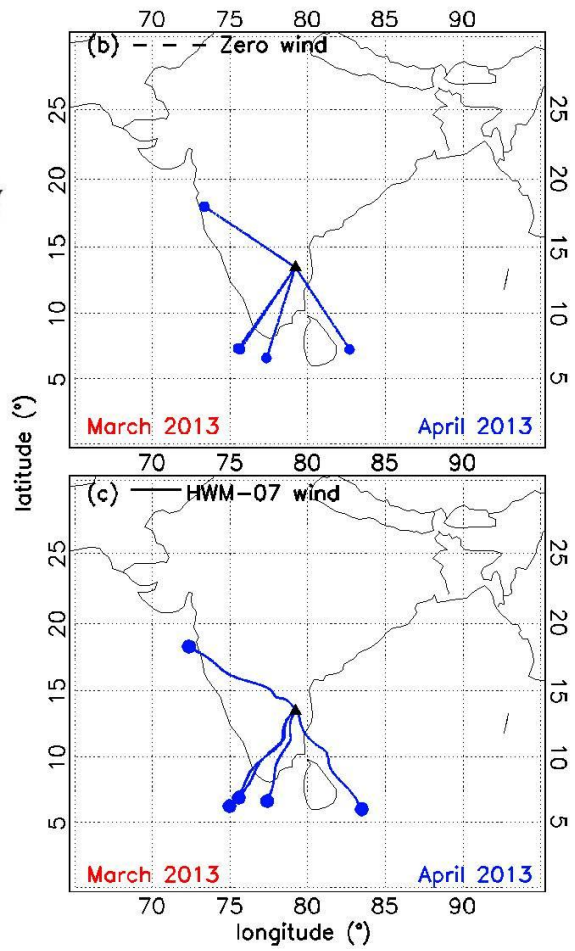 70 75 80 85 90
(b) – – – – Zero wind
25 25
20 20
15 15
10 10
5 5
March 2013 April 2013
70 75 80 85 90
latitude (°)
(c) —— HWM-07 wind
25 25
20 20
15 15
10 10
5 5
March 2013 April 2013
70 75 80 85 90
longitude (°)